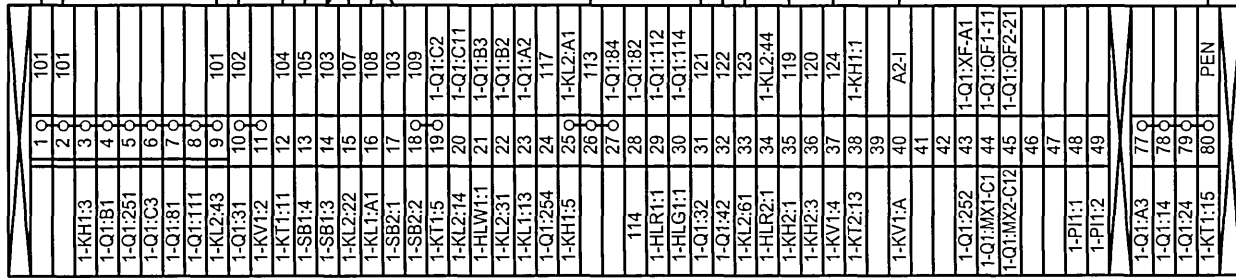 1 101
2 101
1-KH1:3 3
1-Q1:B1 4
1-Q1:251 5
1-Q1:C3 6
1-Q1:81 7
1-Q1:111 8
1-KL2:43 9 101
1-Q1:31 10 102
1-KV1:2 11
1-KT1:11 12 104
1-SB1:4 13 105
1-SB1:3 14 103
1-KL2:22 15 107
1-KL1:A1 16 108
1-SB2:1 17 103
1-SB2:2 18 109
1-KT1:5 19 1-Q1:C2
1-KL2:14 20 1-Q1:C11
1-HLW1:1 21 1-Q1:B3
1-KL2:31 22 1-Q1:B2
1-KL1:13 23 1-Q1:A2
1-Q1:254 24 117
1-KH1:5 25 1-KL2:A1
26 113
27 1-Q1:84
114 28 1-Q1:82
1-HLR1:1 29 1-Q1:112
1-HLG1:1 30 1-Q1:114
1-Q1:32 31 121
1-Q1:42 32 122
1-KL2:61 33 123
1-HLR2:1 34 1-KL2:44
1-KH2:1 35 119
1-KH2:3 36 120
1-KV1:4 37 124
1-KT2:13 38 1-KH1:1
39
1-KV1:A 40 A2-I
41
42
1-Q1:252 43 1-Q1:XF-A1
1-Q1:MX1-C1 44 1-Q1:QF1-11
1-Q1:MX2-C12 45 1-Q1:QF2-21
46
47
1-PI1:1 48
1-PI1:2 49
1-Q1:A3 77
1-Q1:14 78
1-Q1:24 79
1-KT1:15 80 PEN